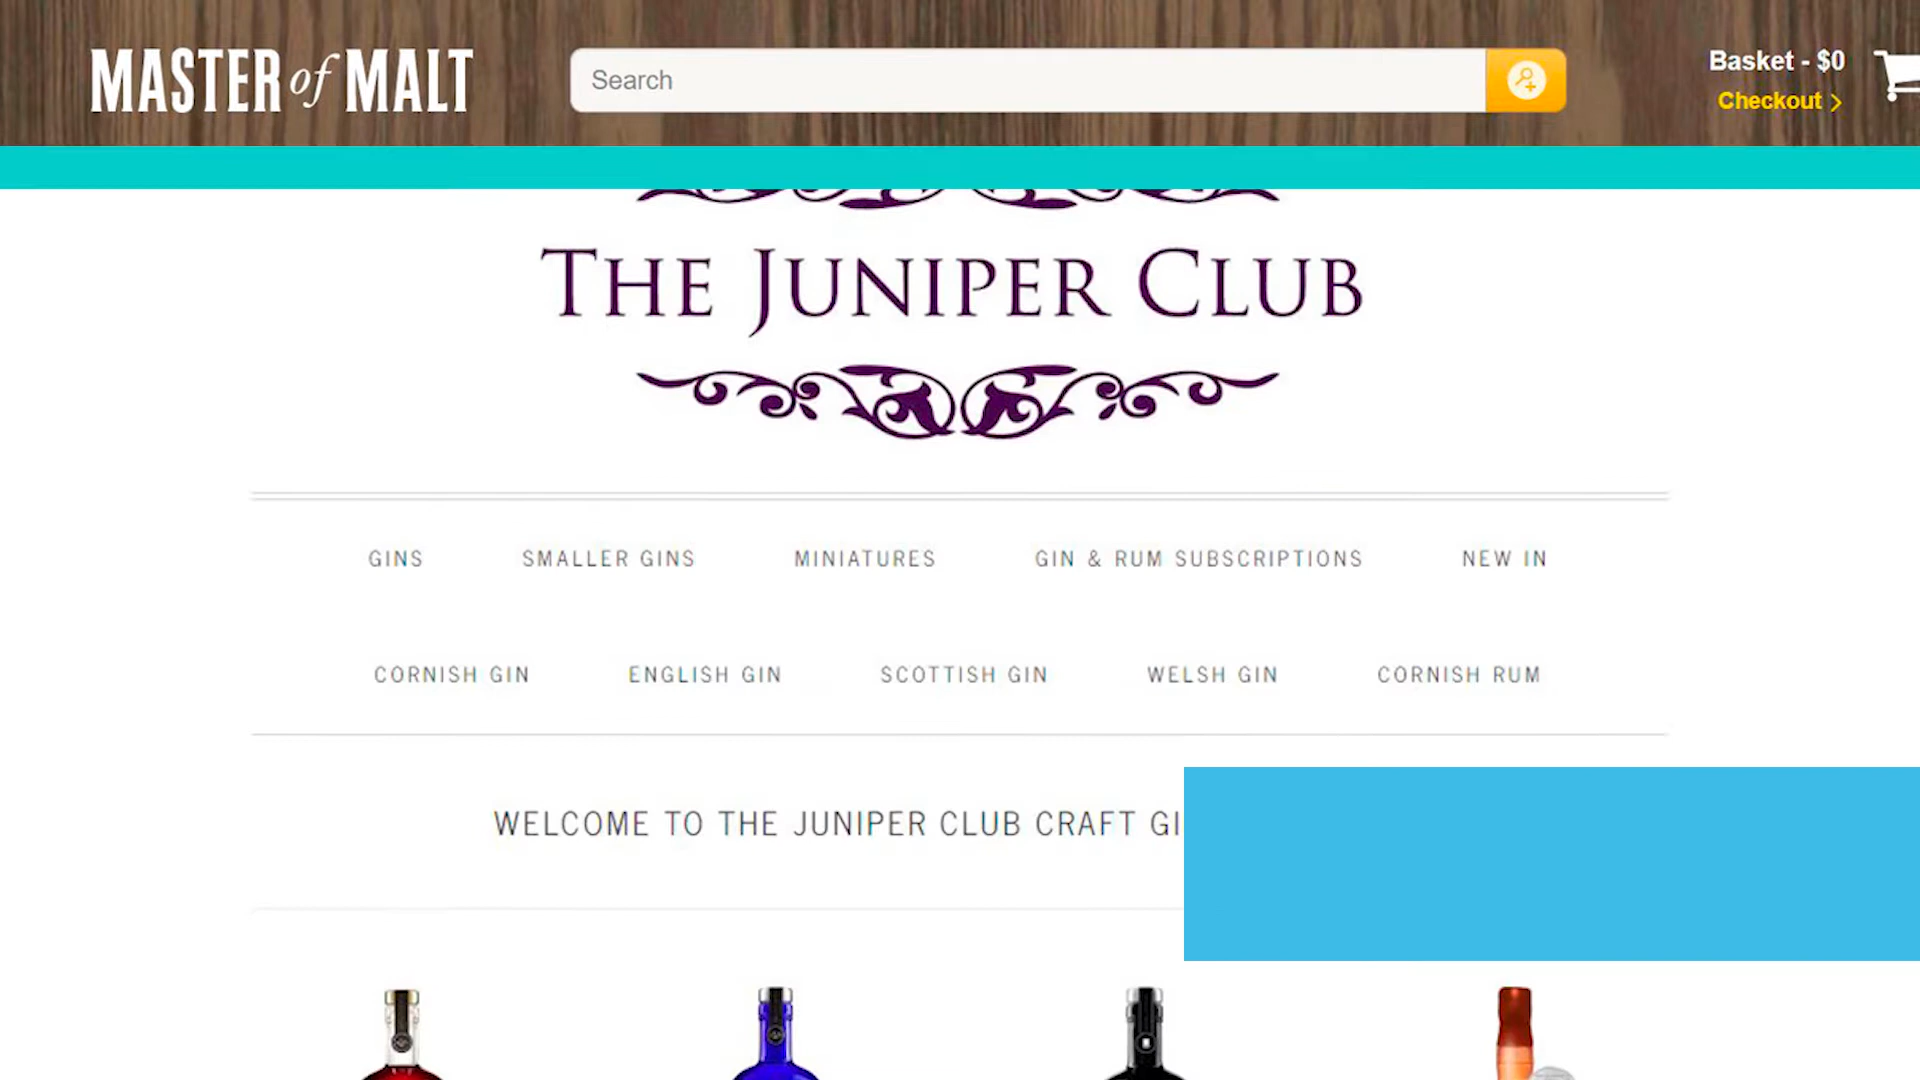 MASTER of MALT
Search
Basket - $0
Checkout >
THE JUNIPER CLUB
GINS SMALLER GINS MINIATURES GIN & RUM SUBSCRIPTIONS NEW IN
CORNISH GIN ENGLISH GIN SCOTTISH GIN WELSH GIN CORNISH RUM
WELCOME TO THE JUNIPER CLUB CRAFT GI